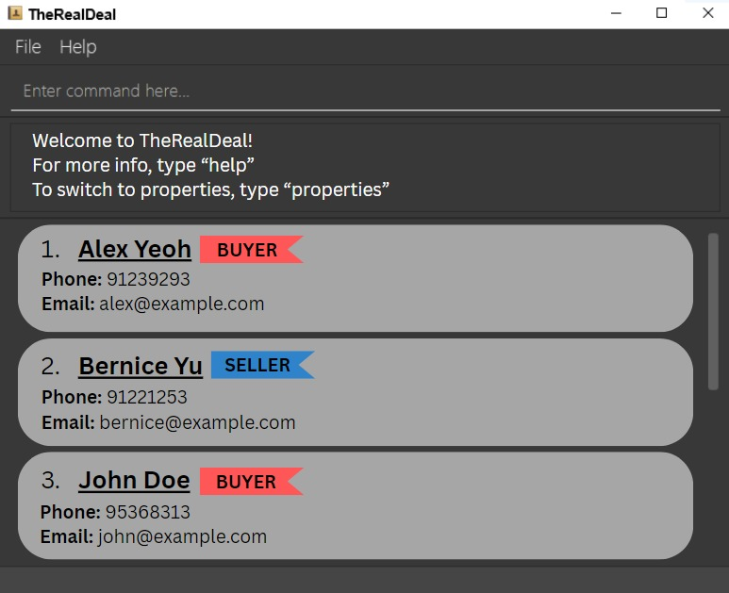 TheRealDeal
File Help
Enter command here...
Welcome to TheRealDeal!
For more info, type “help”
To switch to properties, type “properties”
1. Alex Yeoh BUYER
Phone: 91239293
Email: alex@example.com
2. Bernice Yu SELLER
Phone: 91221253
Email: bernice@example.com
3. John Doe BUYER
Phone: 95368313
Email: john@example.com